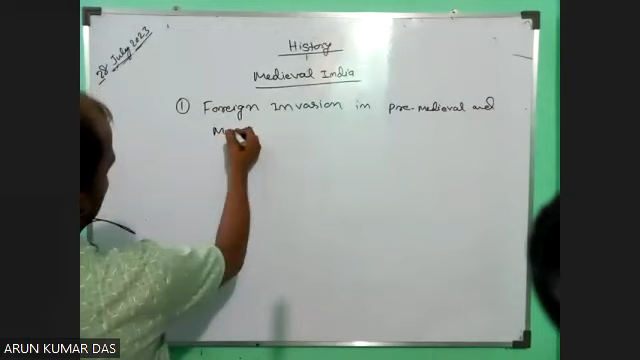 28 July 2023
History
Medieval India
① Foreign Invasion in pre-medieval and
ARUN KUMAR DAS